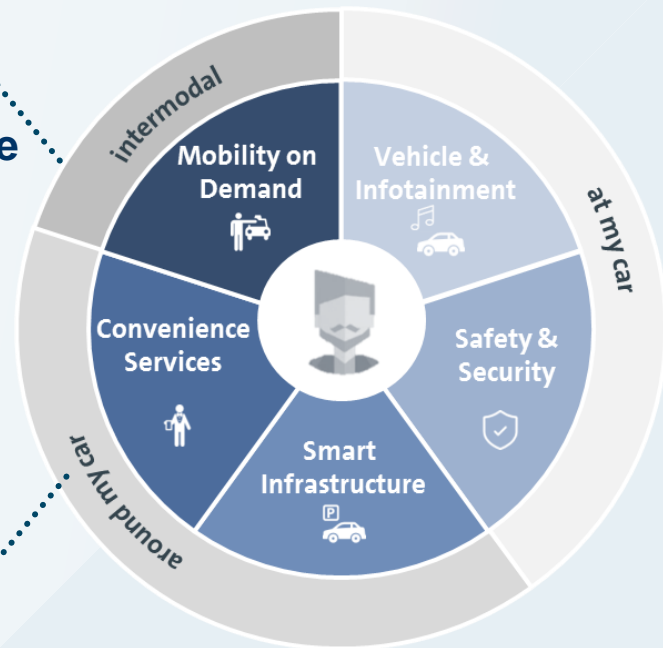 intermodal
e
Mobility on
Demand
Vehicle &
Infotainment
at my car
Convenience
Services
Safety &
Security
Smart
Infrastructure
P
around my car